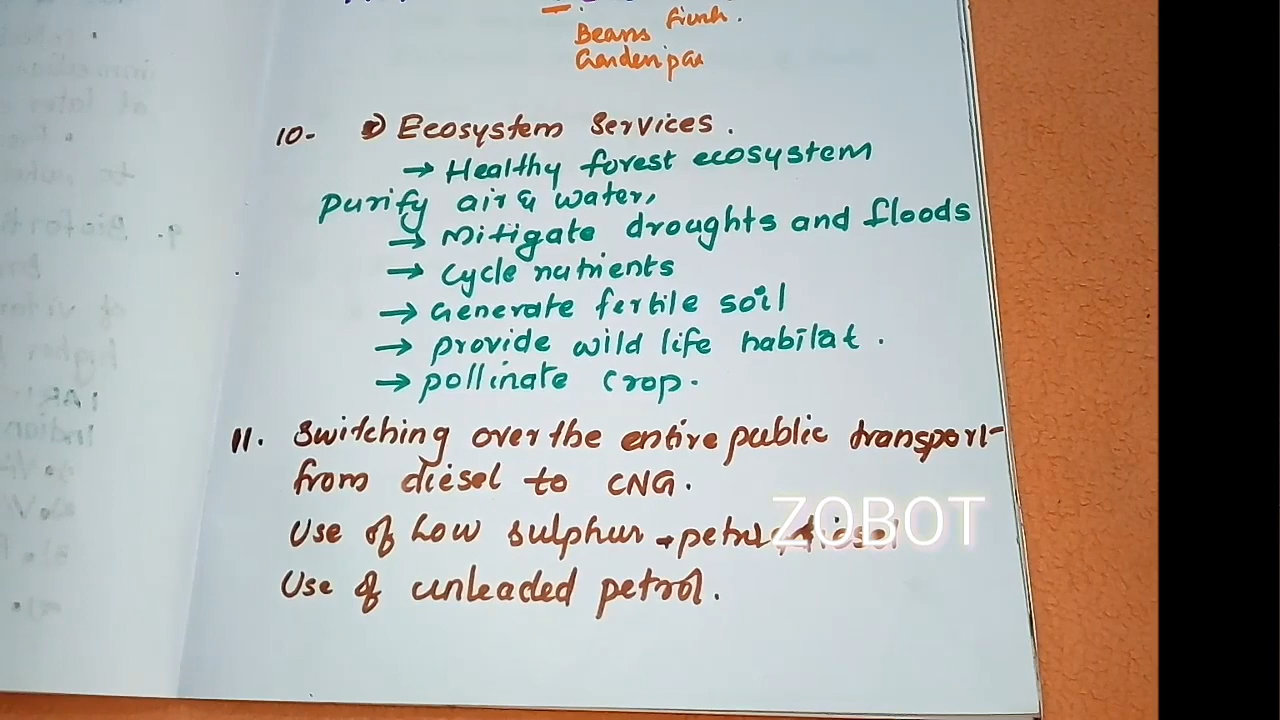 Beans
Garden pea
10- Ecosystem Services.
→ Healthy forest ecosystem
purify air & water,
→ Mitigate droughts and floods
→ cycle nutrients
→ Generate fertile soil
→ provide wild life habitat.
→ pollinate crop.
11. Switching over the entire public transport
from diesel to CNG.
Use of Low sulphur petrol diesel
ZOBOT
Use of unleaded petrol.